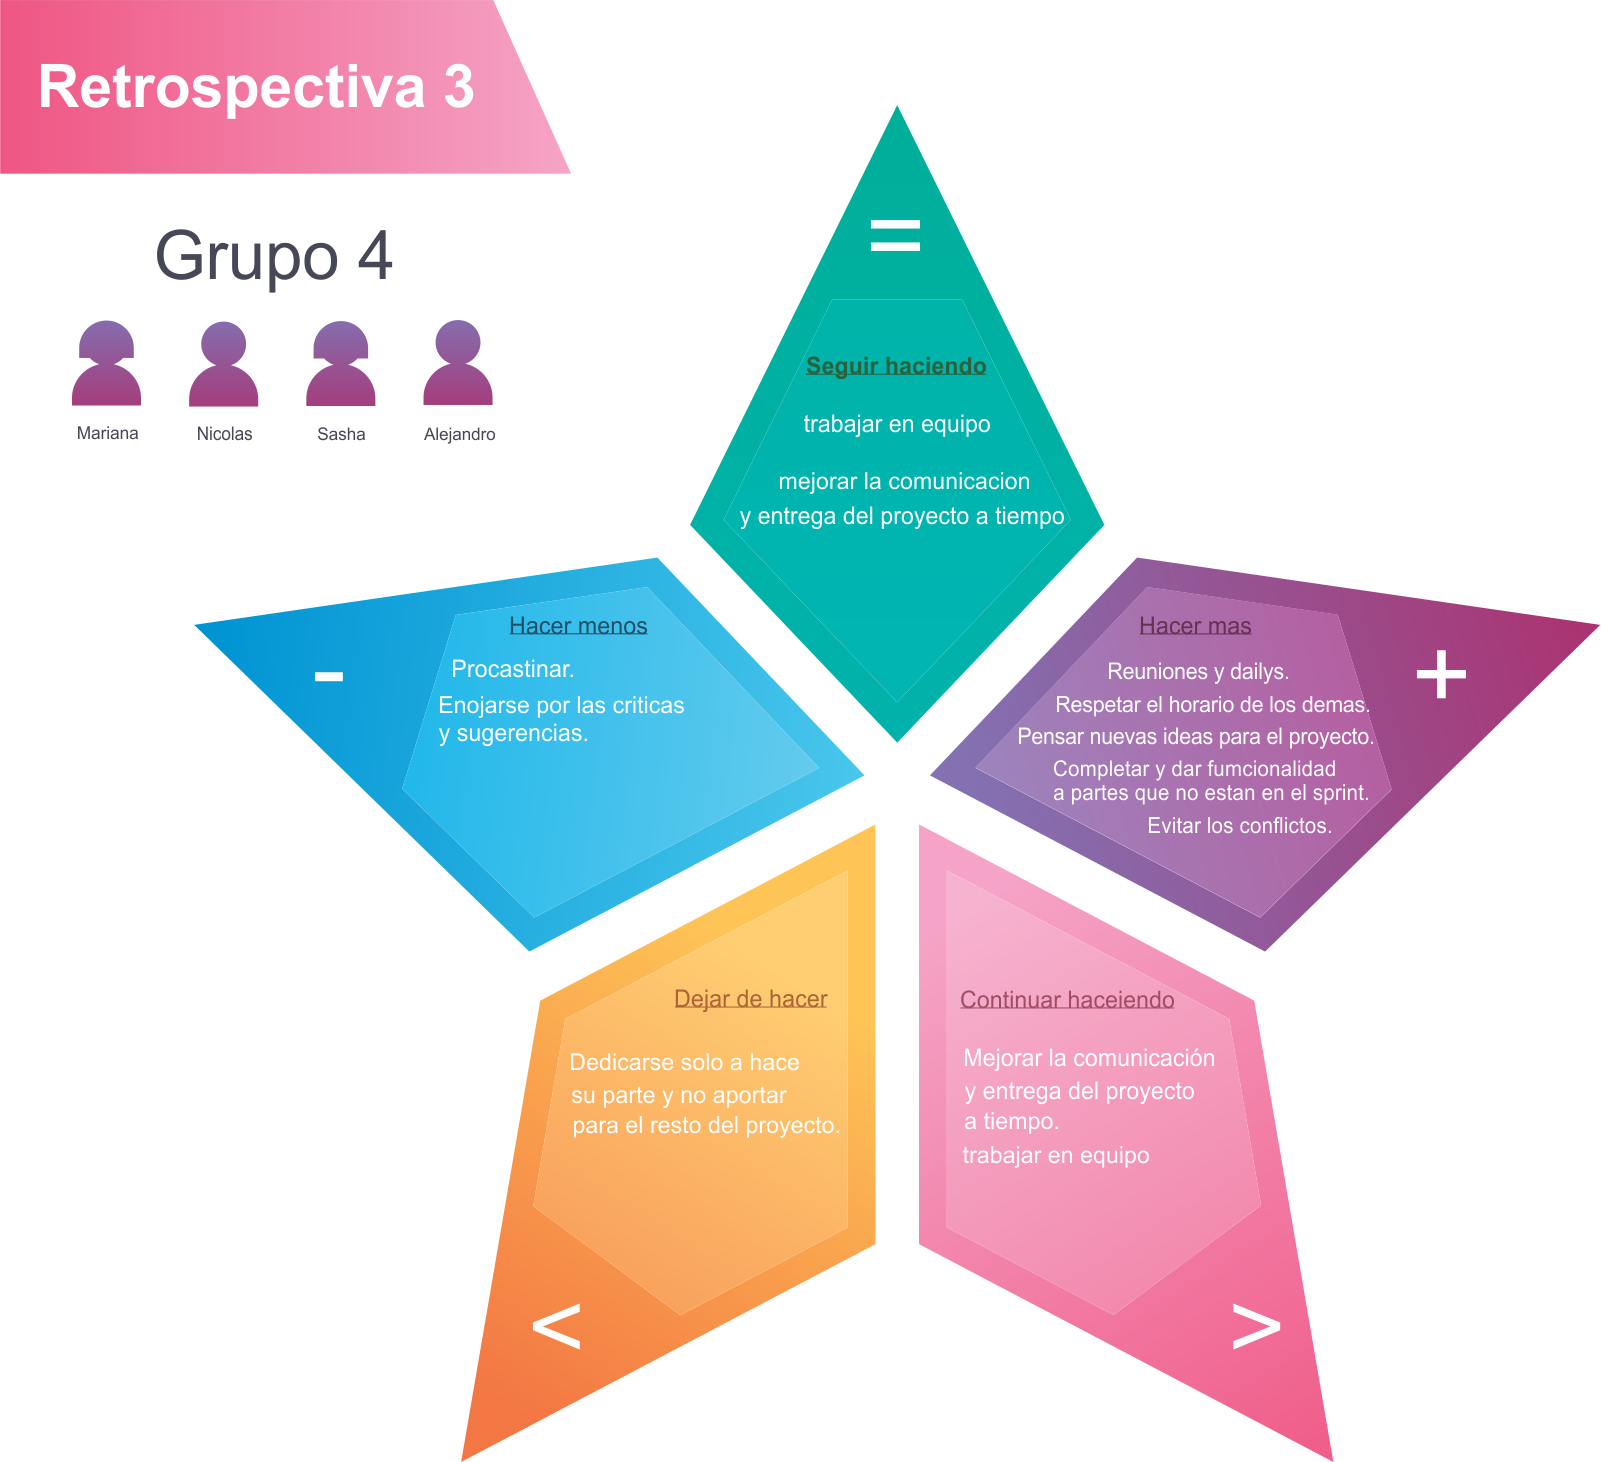 Retrospectiva 3
Grupo 4
Mariana
Nicolas
Sasha
Alejandro
=
Seguir haciendo
trabajar en equipo
mejorar la comunicacion
y entrega del proyecto a tiempo
-
Hacer menos
Procastinar.
Enojarse por las criticas
y sugerencias.
+
Hacer mas
Reuniones y dailys.
Respetar el horario de los demas.
Pensar nuevas ideas para el proyecto.
Completar y dar fumcionalidad
a partes que no estan en el sprint.
Evitar los conflictos.
Dejar de hacer
Dedicarse solo a hace
su parte y no aportar
para el resto del proyecto.
<
Continuar haceiendo
Mejorar la comunicación
y entrega del proyecto
a tiempo.
trabajar en equipo
>